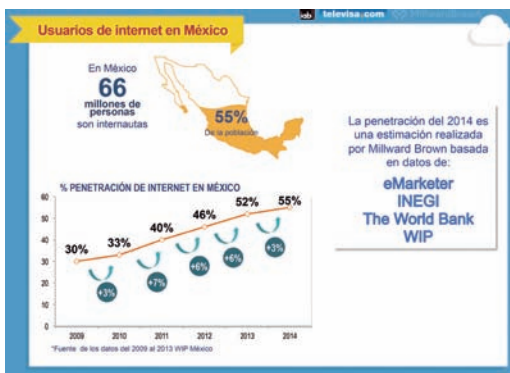 iab televisa.com
Usuarios de internet en México
En México
66
millones de
personas
son internautas
55%
De la población
La penetración del 2014 es
una estimación realizada
por Millward Brown basada
en datos de:
eMarketer
INEGI
The World Bank
WIP
% PENETRACIÓN DE INTERNET EN MÉXICO
60
50
40
30
20
10
0
30%
33%
40%
46%
52%
55%
+3%
+7%
+6%
+6%
+3%
2009 2010 2011 2012 2013 2014
*Fuente de los datos del 2009 al 2013 WIP México